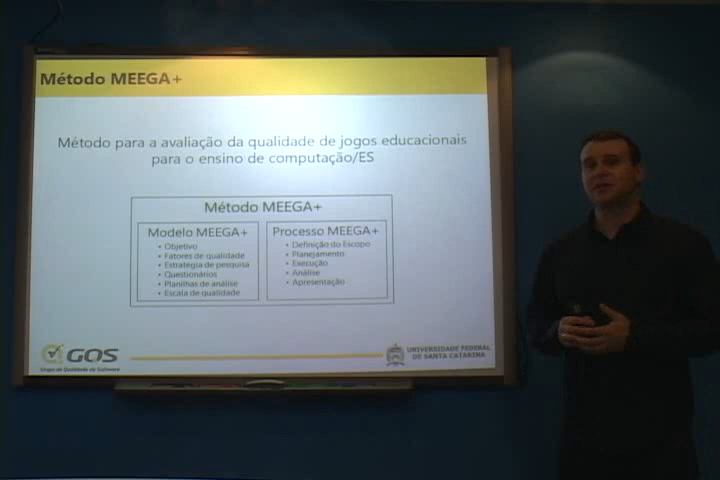 Método MEEGA+
Método para a avaliação da qualidade de jogos educacionais
para o ensino de computação/ES
Método MEEGA+
Modelo MEEGA+
• Objetivo
• Fatores de qualidade
• Estratégia de pesquisa
• Questionários
• Planilhas de análise
• Escala de qualidade
Processo MEEGA+
• Definição do Escopo
• Planejamento
• Execução
• Análise
• Apresentação
GQS
Grupo de Qualidade de Software
UNIVERSIDADE FEDERAL
DE SANTA CATARINA